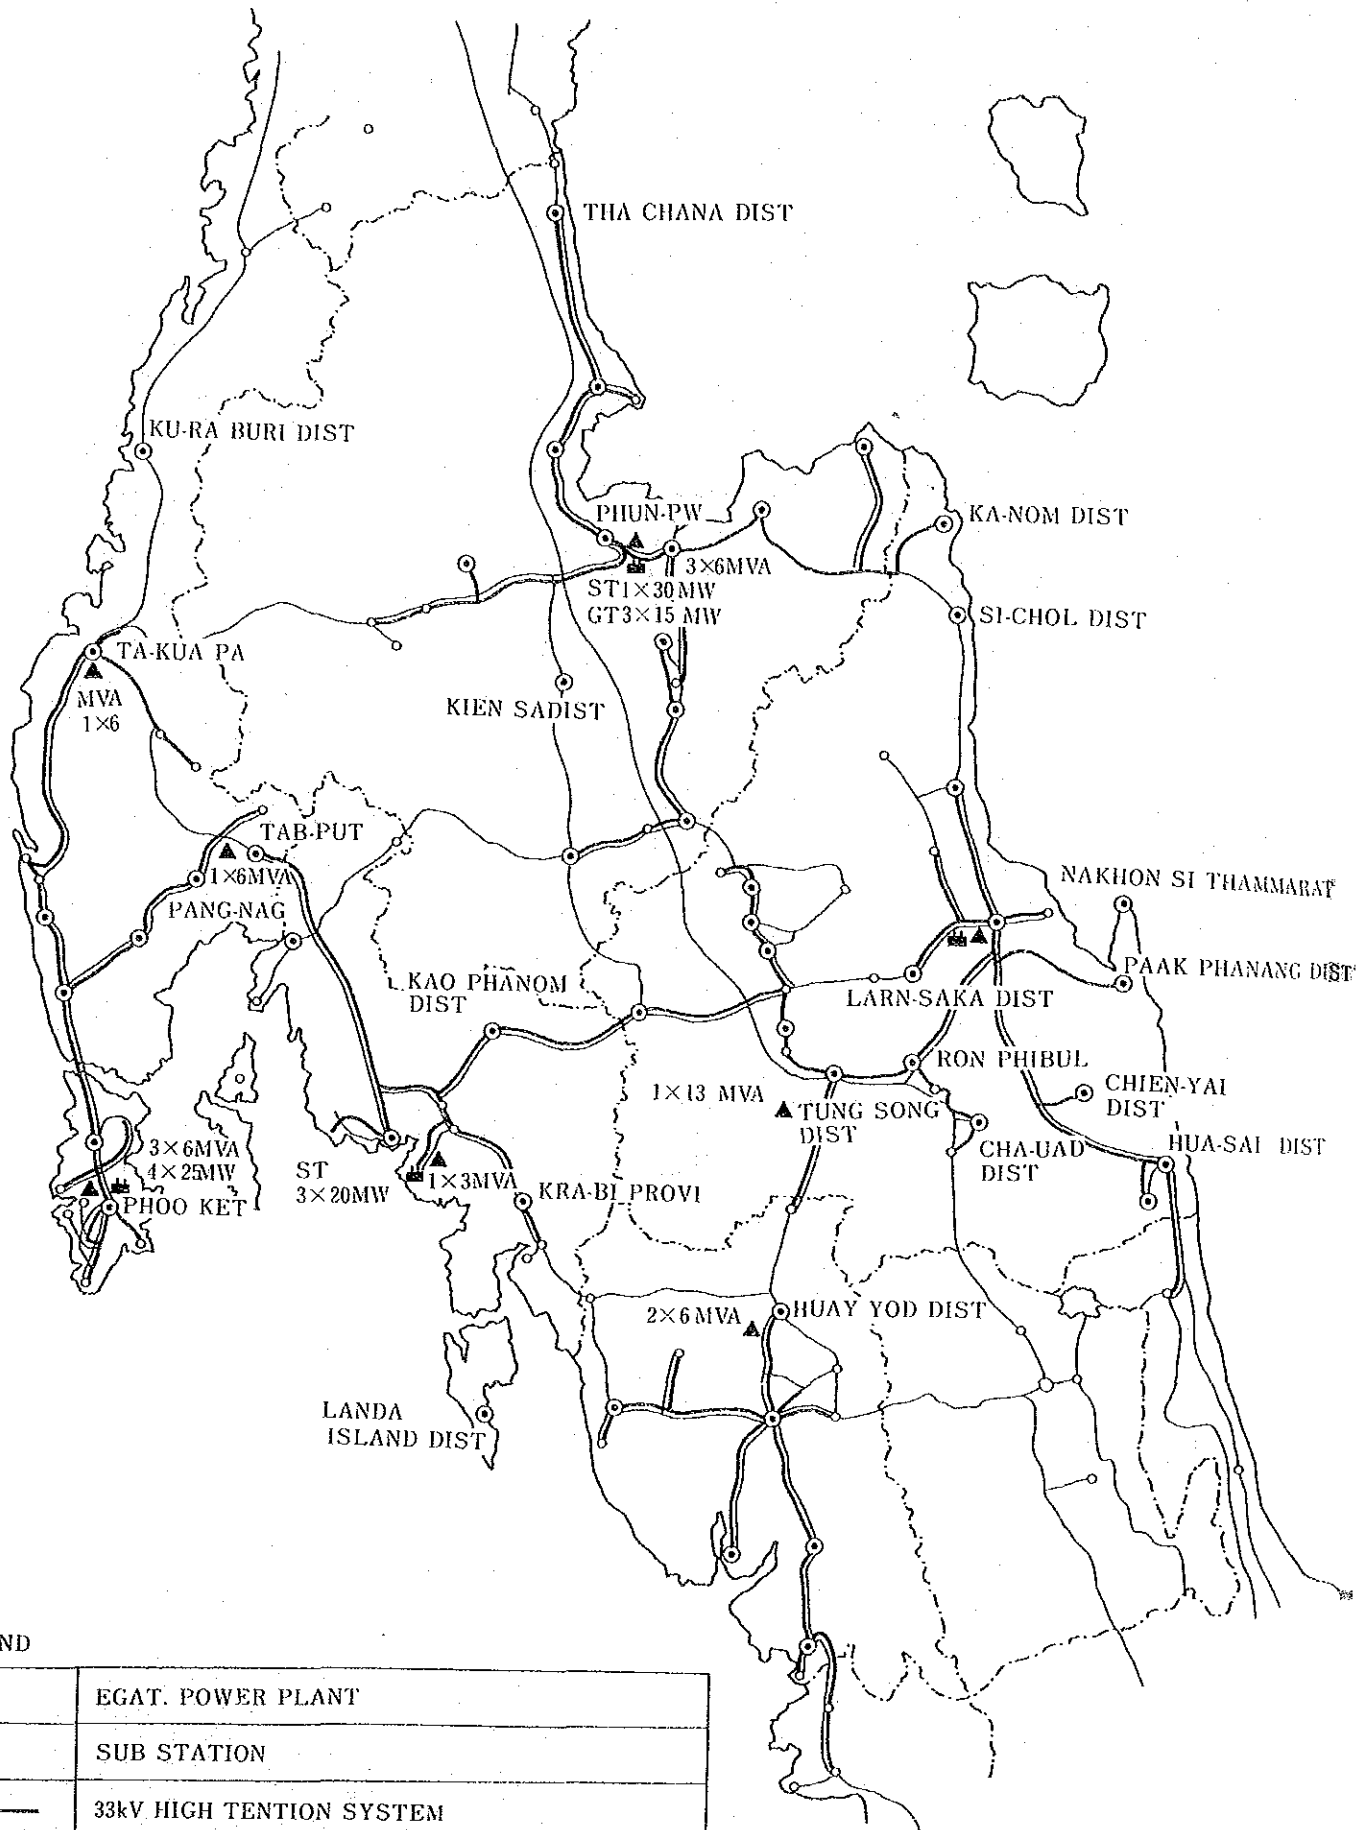 THA CHANA DIST
KU-RA BURI DIST
PHUN-PW
KA-NOM DIST
3×6MVA
ST1×30MW
GT3×15 MW
SI-CHOL DIST
TA-KUA PA
MVA
1×6
KIEN SADIST
TAB-PUT
1×6MVA
PANG-NAG
NAKHON SI THAMMARAT
KAO PHANOM
DIST
PAAK PHANANG DIST
LARN-SAKA DIST
RON PHIBUL
1×13 MVA
TUNG SONG
DIST
CHIEN-YAI
DIST
CHA-UAD
DIST
HUA-SAI DIST
3×6MVA
4×25MW
PHOO KET
ST
3×20MW
1×3MVA
KRA-BI PROVI
2×6MVA
HUAY YOD DIST
LANDA
ISLAND DIST
ND
EGAT. POWER PLANT
SUB STATION
33kV HIGH TENTION SYSTEM